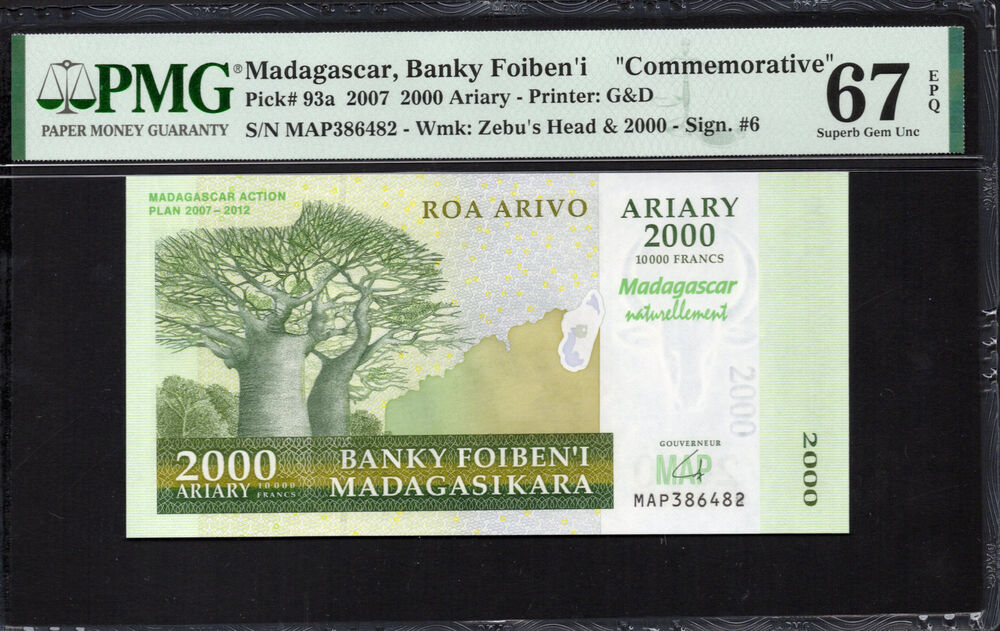 PMG®
PAPER MONEY GUARANTY
Madagascar, Banky Foiben'i "Commemorative"
Pick# 93a 2007 2000 Ariary - Printer: G&D
S/N MAP386482 - Wmk: Zebu's Head & 2000 - Sign. #6
67
EPQ
Superb Gem Unc
MADAGASCAR ACTION
PLAN 2007-2012
ROA ARIVO
ARIARY
2000
10000 FRANCS
Madagascar
naturellement
2000
GOUVERNEUR
MAP
MAP386482
2000
2000
ARIARY 10000
FRANCS
BANKY FOIBEN'I
MADAGASIKARA